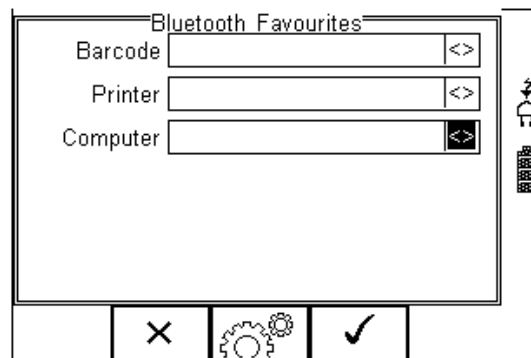 Bluetooth Favourites
Barcode <>
Printer <>
Computer <>